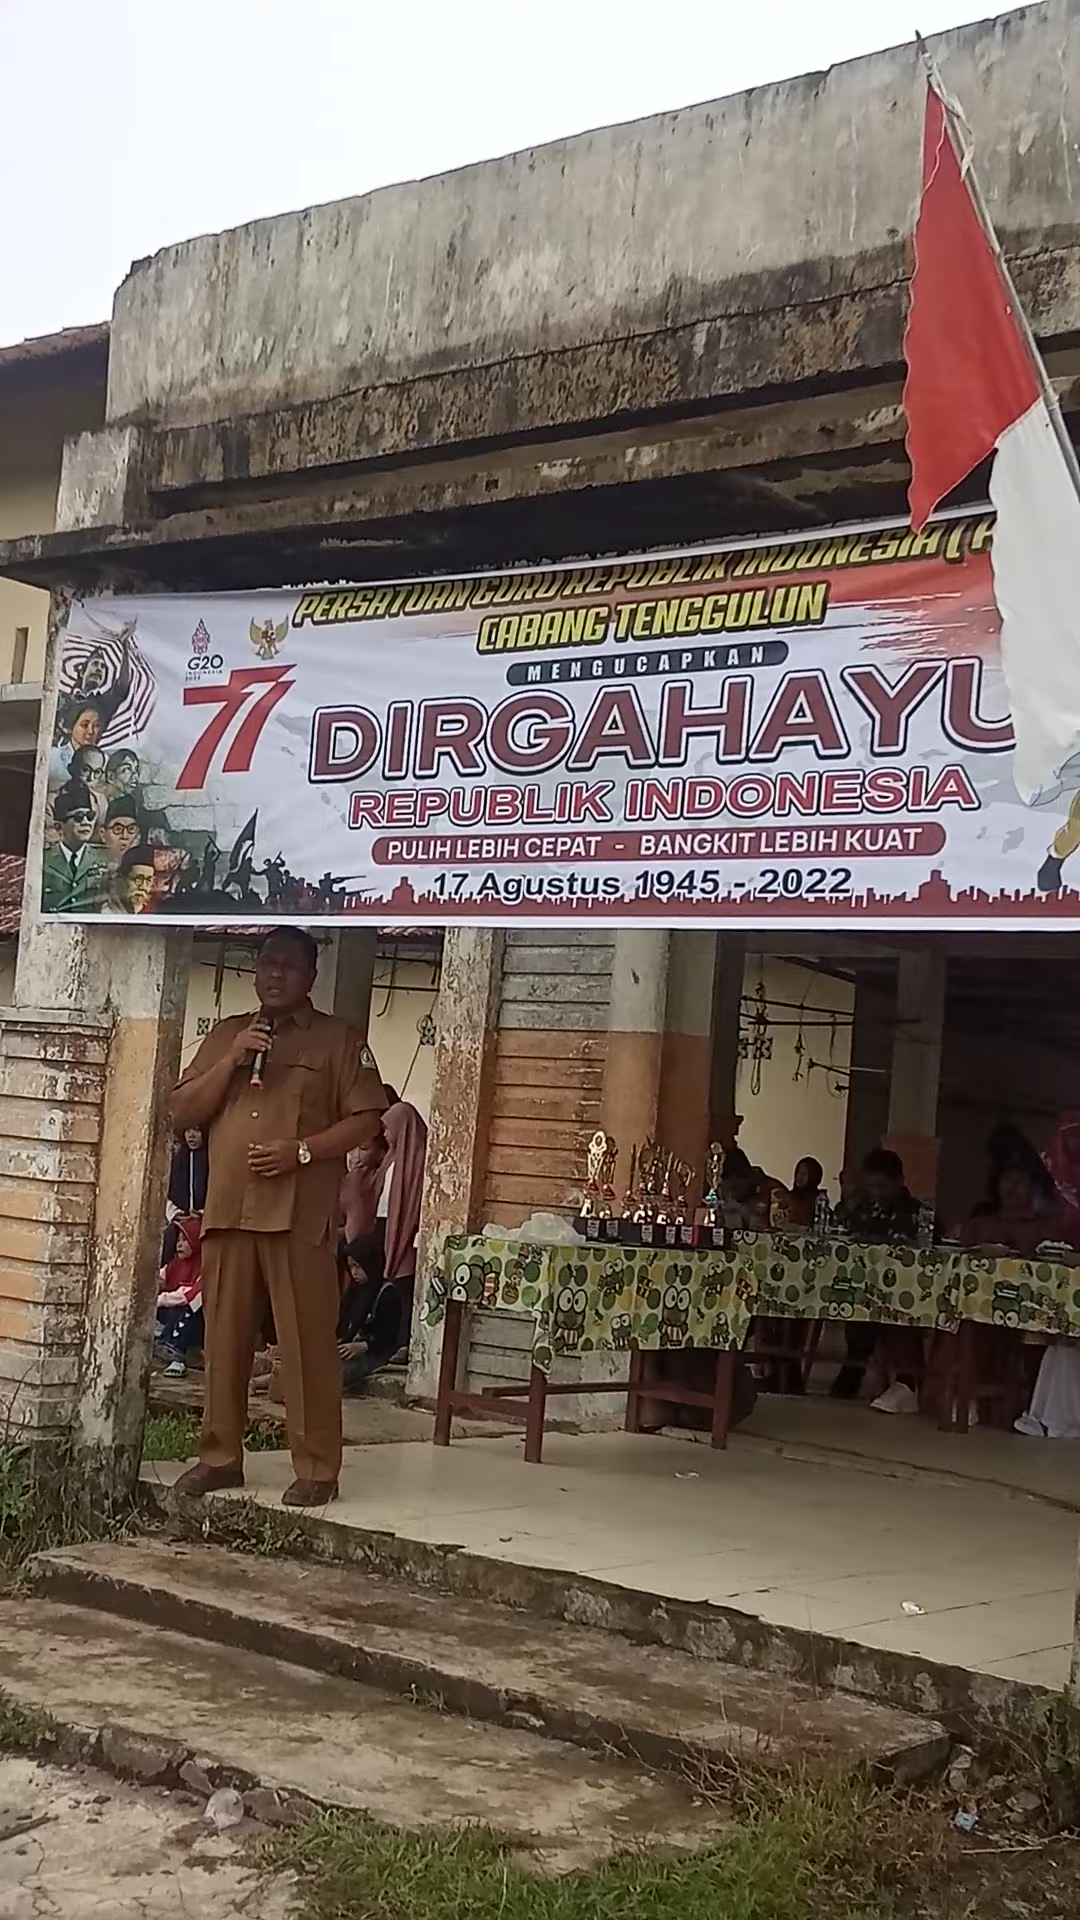 PERSATUAN GURU REPUBLIK INDONESIA (P
CABANG TENGGULUN
G20
INDONESIA
2022
77
MENGUCAPKAN
DIRGAHAYU
REPUBLIK INDONESIA
PULIH LEBIH CEPAT - BANGKIT LEBIH KUAT
17 Agustus 1945 - 2022